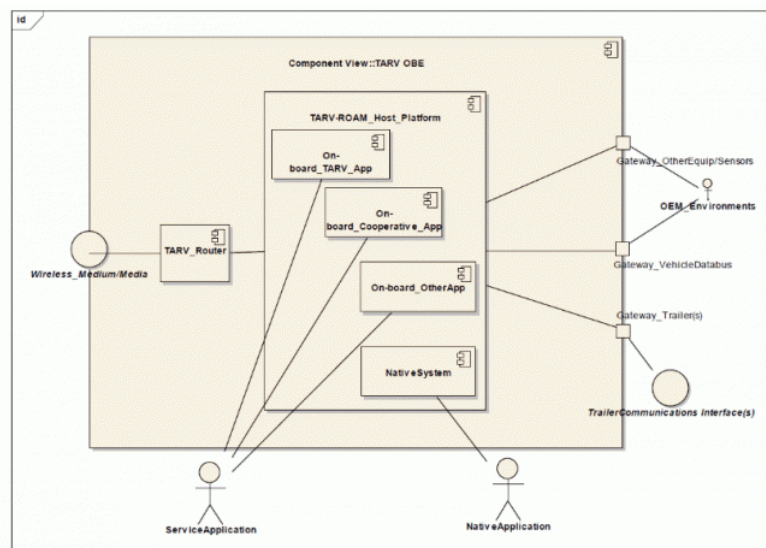 id
Component View::TARV OBE
TARV-ROAM_Host_Platform
On-
board_TARV_App
Gateway_OtherEquip/Sensors
OEM_Environments
On-
board_Cooperative_App
TARV_Router
Wireless_Medium/Media
Gateway_VehicleDatabus
On-board_OtherApp
Gateway_Trailer(s)
NativeSystem
TrailerCommunications Interface(s)
ServiceApplication
NativeApplication